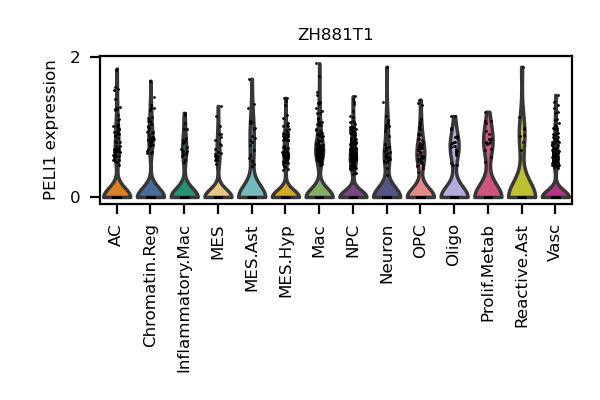 ZH881T1
PELI1 expression
2
0
AC
Chromatin.Reg
Inflammatory.Mac
MES
MES.Ast
MES.Hyp
Mac
NPC
Neuron
OPC
Oligo
Prolif.Metab
Reactive.Ast
Vasc